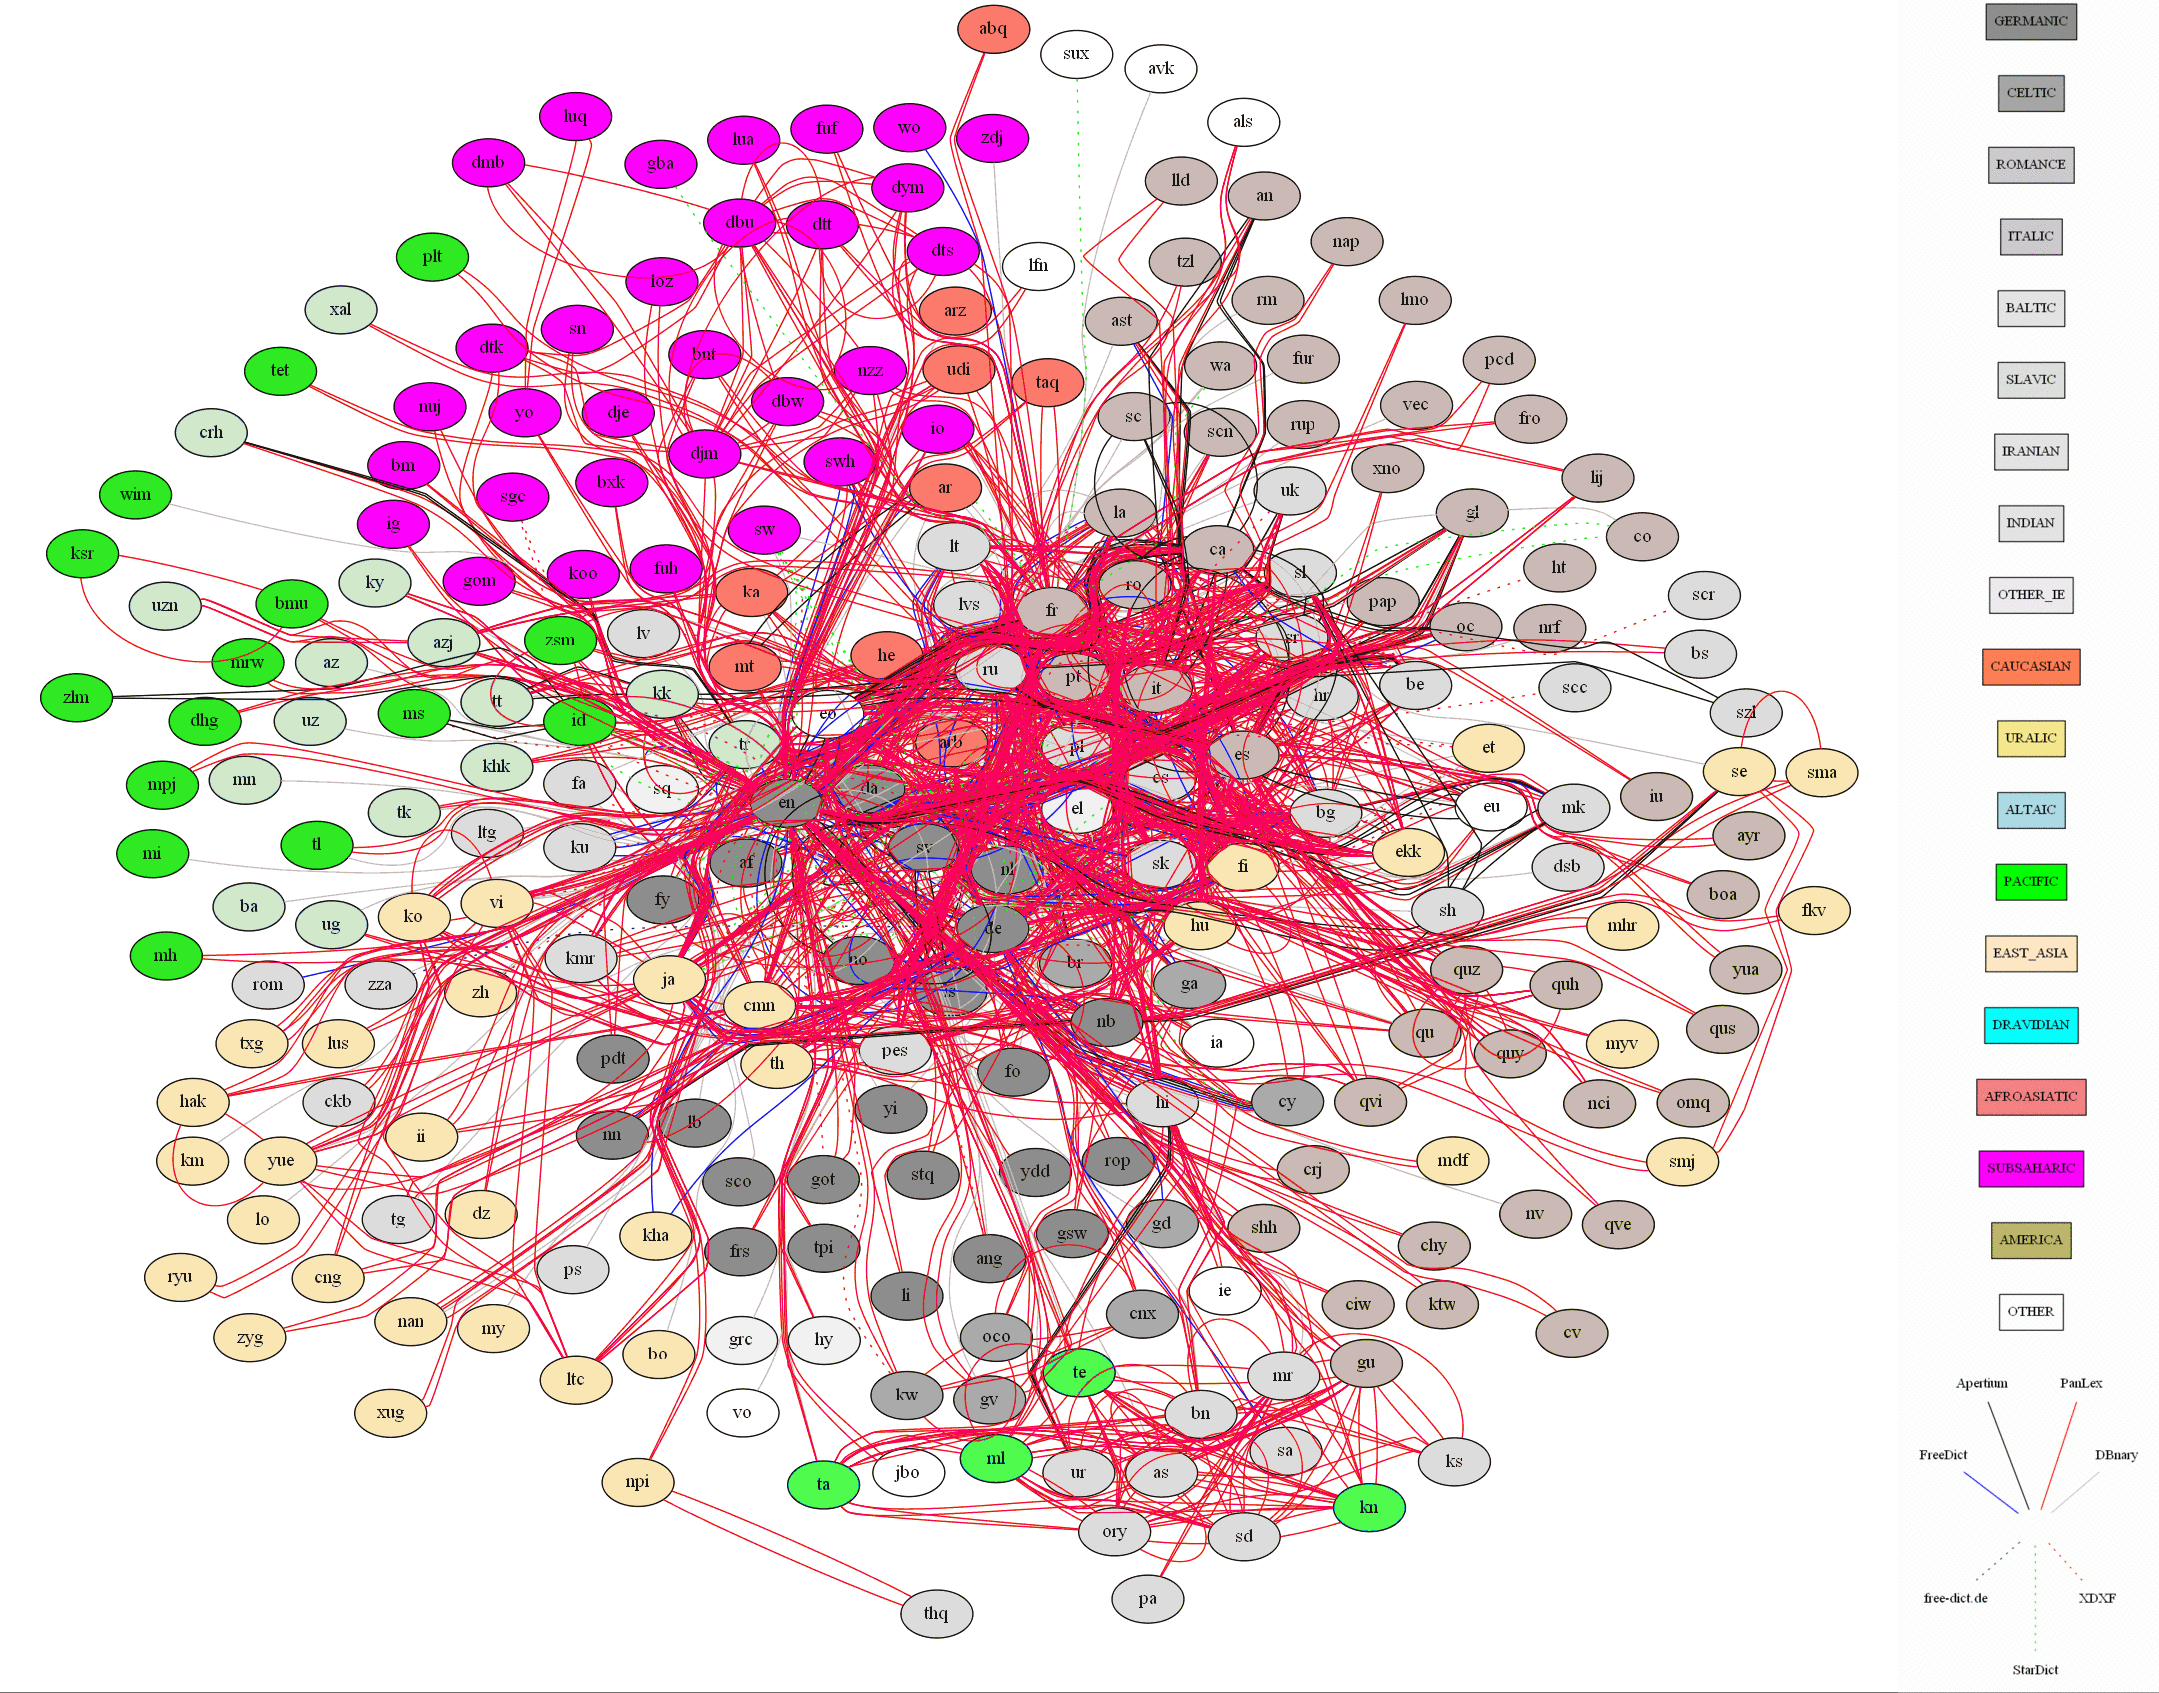 abq
sux
avk
luq
als
fuf
wo
lua
zdj
dmb
gba
lld
dym
an
dbu
dtt
nap
dts
plt
tzl
lfn
ioz
rm
lmo
xal
arz
ast
sn
dtk
but
fur
pcd
wa
udi
tet
nzz
taq
dbw
vec
nuj
yo
dje
sc
fro
rup
io
crh
scn
djm
swh
bm
xno
lij
bxk
ar
uk
wim
sgc
la
gl
ig
sw
co
lt
ca
ksr
ht
fuh
sl
koo
gom
ky
ro
ka
scr
pap
bmu
uzn
lvs
fr
oc
nrf
lv
sr
zsm
azj
bs
he
mrw
az
mt
ru
pt
be
it
scc
kk
hr
zlm
tt
szl
ms
eo
id
dhg
uz
arb
tr
pl
et
es
khk
se
sma
cs
mn
fa
mpj
sq
da
iu
en
eu
mk
el
bg
tk
ltg
ayr
tl
ku
sv
ekk
mi
af
sk
fi
dsb
nl
boa
fy
vi
ba
sh
fkv
ko
ug
hu
mhr
de
mh
kmr
no
br
quz
yua
ja
ga
rom
zza
quh
zh
is
cmn
nb
qus
qu
txg
lus
ia
myv
pes
quy
pdt
th
fo
hak
ckb
hi
cy
qvi
nci
omq
yi
lb
nn
ii
km
yue
rop
mdf
smj
ydd
crj
stq
got
sco
dz
nv
lo
tg
gd
shh
qve
gsw
kha
tpi
chy
frs
ang
ps
ryu
cng
ie
li
ciw
ktw
cnx
nan
my
cv
zyg
oco
grc
hy
bo
gu
te
mr
ltc
kw
gv
xug
vo
bn
sa
ml
ks
ur
as
jbo
npi
ta
kn
ory
sd
pa
thq
GERMANIC
CELTIC
ROMANCE
ITALIC
BALTIC
SLAVIC
IRANIAN
INDIAN
OTHER_IE
CAUCASIAN
URALIC
ALTAIC
PACIFIC
EAST_ASIA
DRAVIDIAN
AFROASIATIC
SUBSAHARIC
AMERICA
OTHER
Apertium
PanLex
FreeDict
DBnary
free-dict.de
XDXF
StarDict